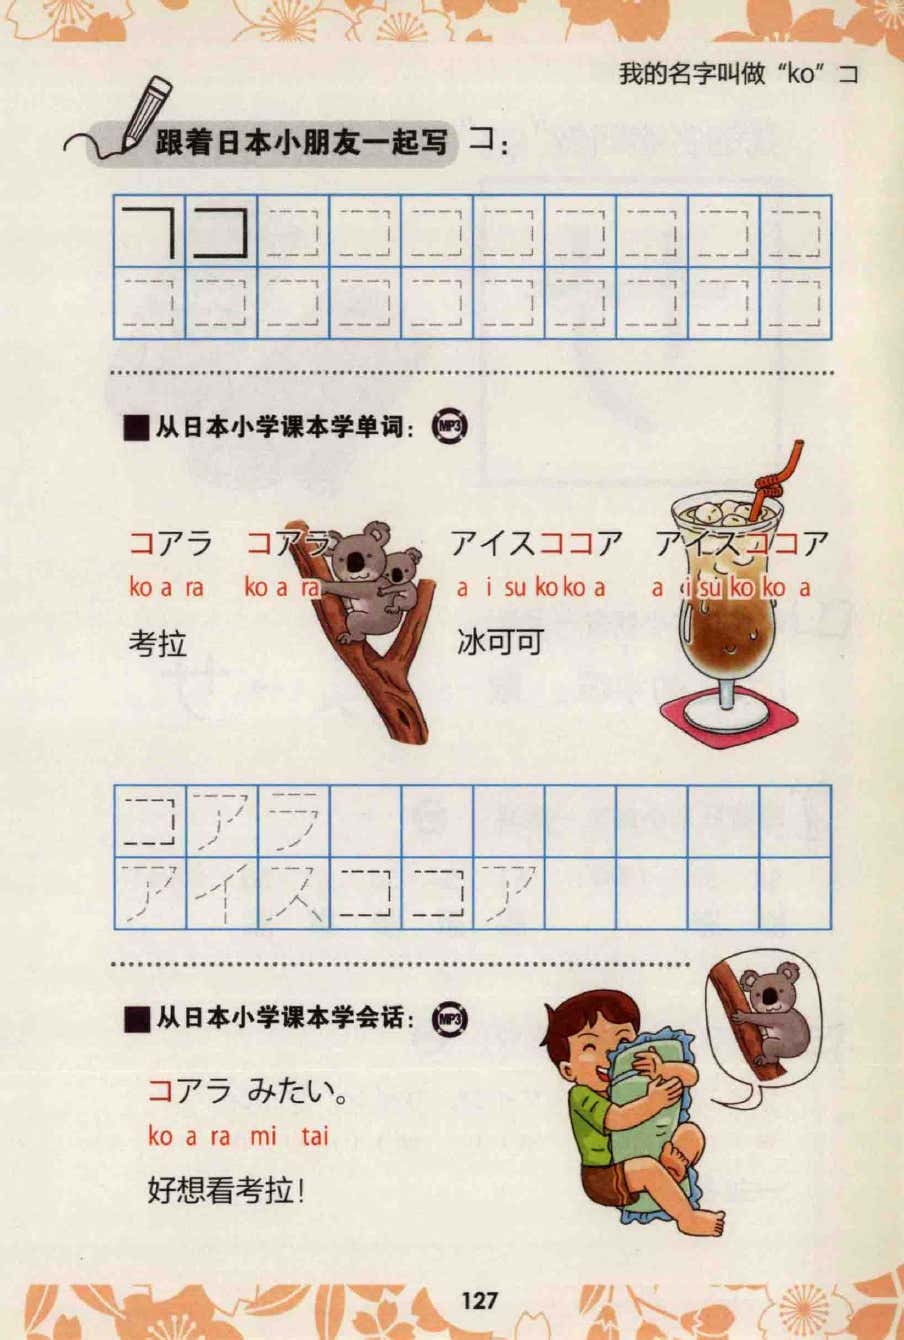 我的名字叫做“ko”コ
跟着日本小朋友一起写 コ：
コ コ コ コ コ コ コ コ コ
コ コ コ コ コ コ コ コ コ コ
■从日本小学课本学单词： MP3
コアラ コアラ アイスココア アイスココア
ko a ra ko a ra a i su ko ko a a i su ko ko a
考拉 冰可可
コアラ
アイスココア
■从日本小学课本学会话： MP3
コアラ みたい。
ko a ra mi tai
好想看考拉！
127